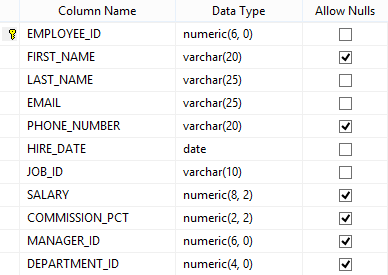 Column Name Data Type Allow Nulls
EMPLOYEE_ID numeric(6, 0)
FIRST_NAME varchar(20)
LAST_NAME varchar(25)
EMAIL varchar(25)
PHONE_NUMBER varchar(20)
HIRE_DATE date
JOB_ID varchar(10)
SALARY numeric(8, 2)
COMMISSION_PCT numeric(2, 2)
MANAGER_ID numeric(6, 0)
DEPARTMENT_ID numeric(4, 0)